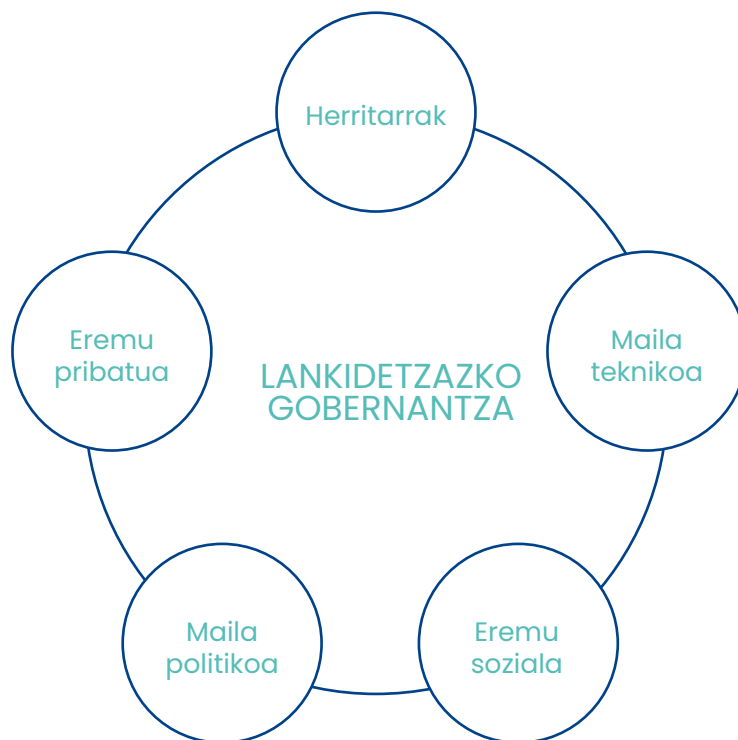 Herritarrak
Eremu
pribatua
Maila
teknikoa
LANKIDETZAZKO
GOBERNANTZA
Maila
politikoa
Eremu
soziala